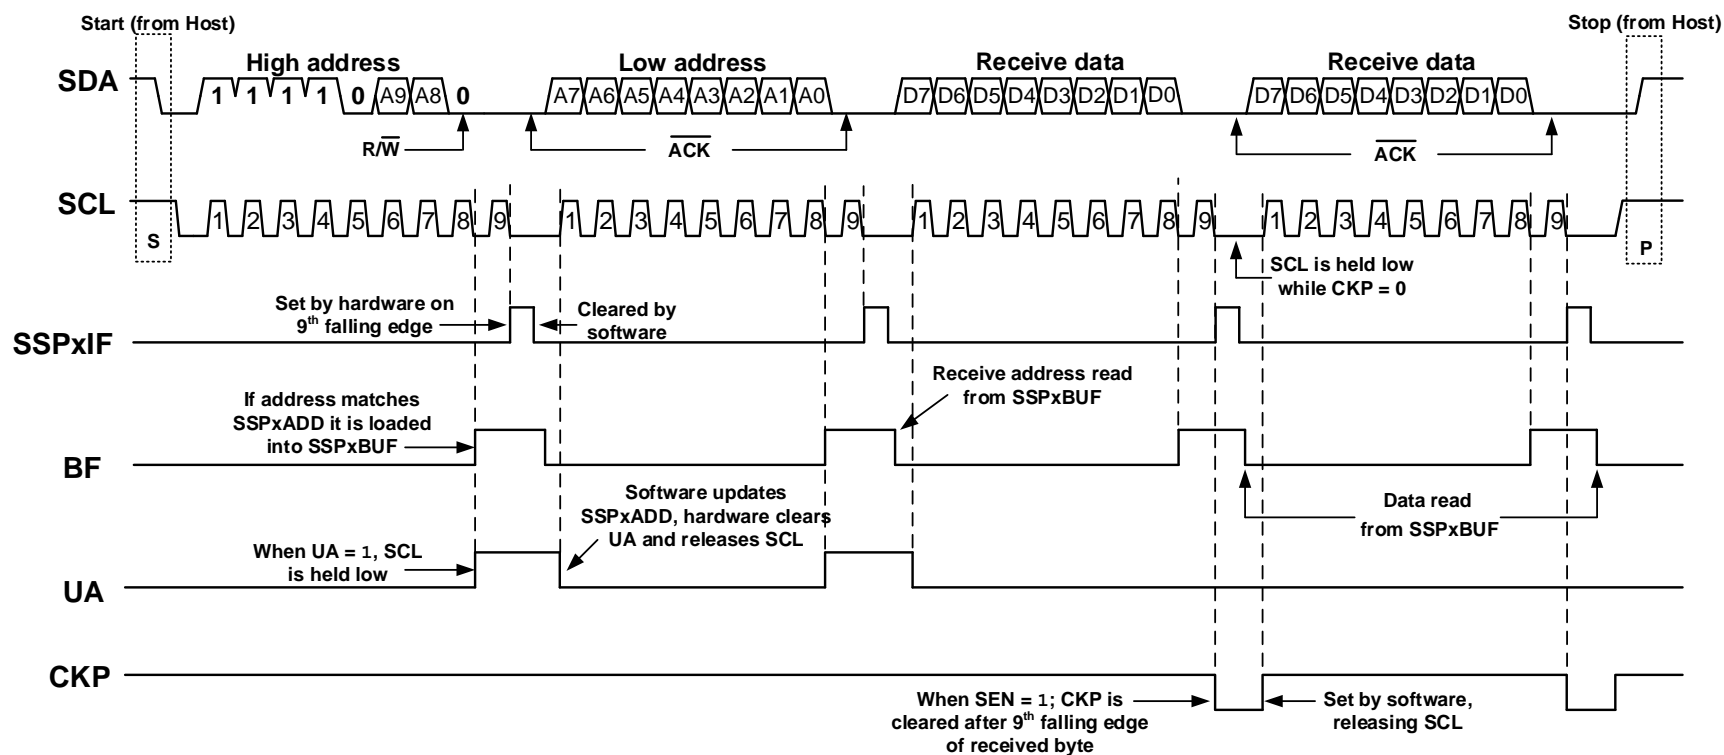 Start (from Host)
Stop (from Host)
High address
Low address
Receive data
Receive data
SDA
1 1 1 1 0 A9 A8 0
A7 A6 A5 A4 A3 A2 A1 A0
D7 D6 D5 D4 D3 D2 D1 D0
D7 D6 D5 D4 D3 D2 D1 D0
R/W̅
A̅C̅K̅
A̅C̅K̅
SCL
1 2 3 4 5 6 7 8 9
1 2 3 4 5 6 7 8 9
1 2 3 4 5 6 7 8 9
1 2 3 4 5 6 7 8 9
S
P
SCL is held low
while CKP = 0
Set by hardware on
9th falling edge
Cleared by
software
SSPxIF
Receive address read
from SSPxBUF
If address matches
SSPxADD it is loaded
into SSPxBUF
BF
Data read
from SSPxBUF
Software updates
SSPxADD, hardware clears
UA and releases SCL
When UA = 1, SCL
is held low
UA
CKP
When SEN = 1; CKP is
cleared after 9th falling edge
of received byte
Set by software,
releasing SCL